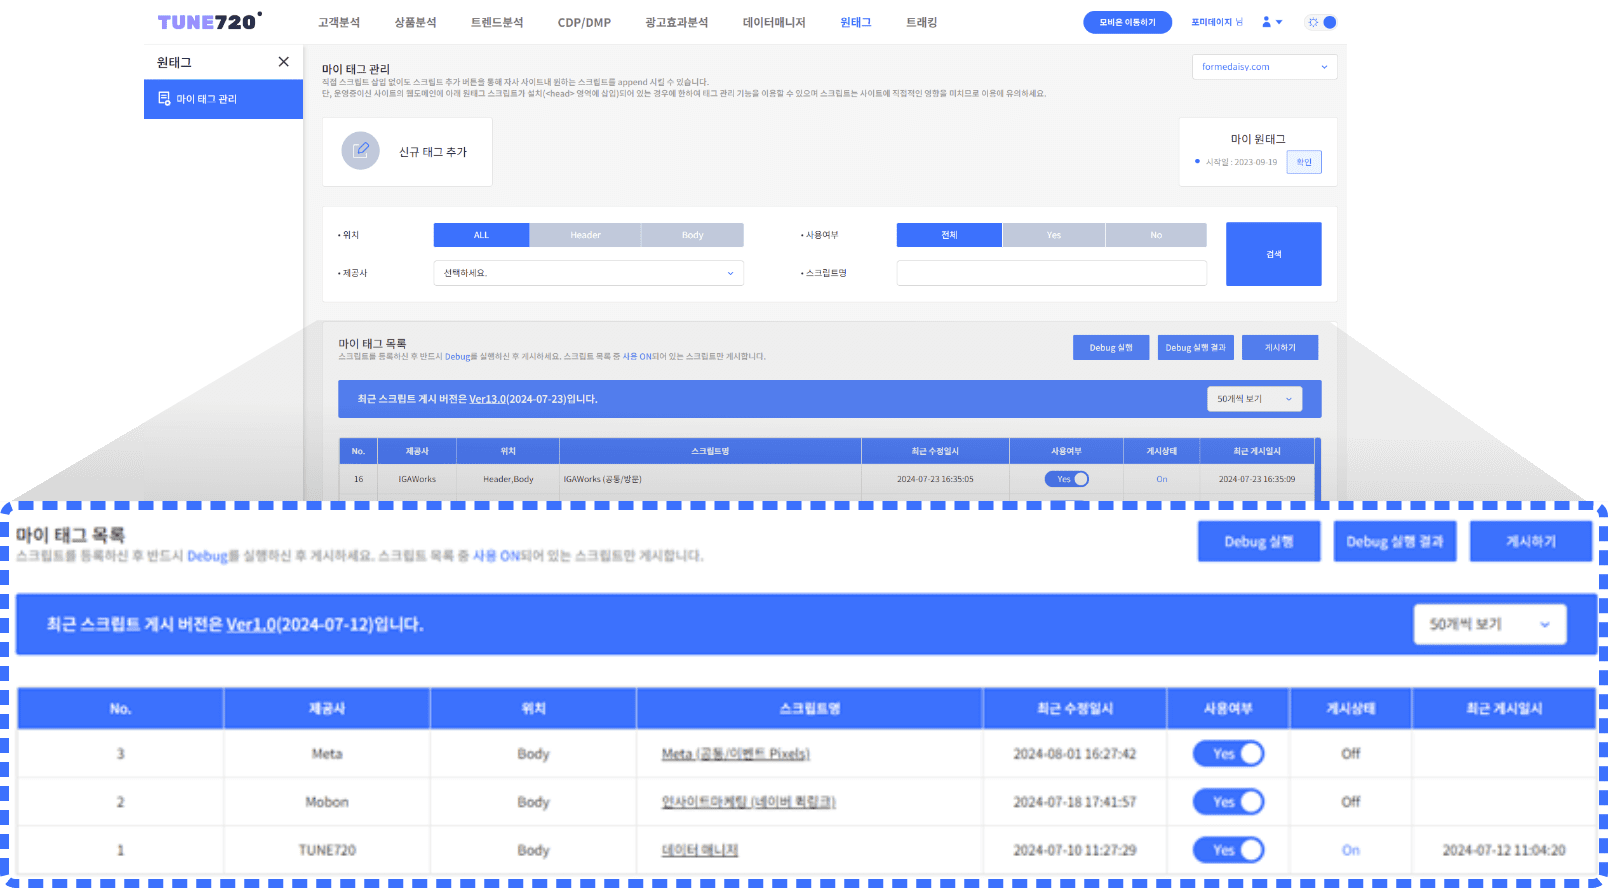 TUNE720
고객분석 상품분석 트렌드분석 CDP/DMP 광고효과분석 데이터매니저 원태그 트래킹
모비온 이동하기 포미데이지 님
원태그
마이 태그 관리
마이 태그 관리
직접 스크립트 삽입 없이도 스크립트 추가 버튼을 통해 자사 사이트내 원하는 스크립트를 append 시킬 수 있습니다.
단, 운영중이신 사이트의 웹도메인에 아래 원태그 스크립트가 설치(<head> 영역에 삽입)되어 있는 경우에 한하여 태그 관리 기능을 이용할 수 있으며 스크립트는 사이트에 직접적인 영향을 미치므로 이용에 유의하세요.
formedaisy.com
신규 태그 추가
마이 원태그
시작일 : 2023-09-19 확인
• 위치 ALL Header Body • 사용여부 전체 Yes No
검색
• 제공사 선택하세요. • 스크립트명
마이 태그 목록
스크립트를 등록하신 후 반드시 Debug를 실행하신 후 게시하세요. 스크립트 목록 중 사용 ON되어 있는 스크립트만 게시합니다.
Debug 실행 Debug 실행 결과 게시하기
최근 스크립트 게시 버전은 Ver13.0(2024-07-23)입니다. 50개씩 보기
No. 제공사 위치 스크립트명 최근 수정일시 사용여부 게시상태 최근 게시일시
16 IGAWorks Header,Body IGAWorks (공통/방문) 2024-07-23 16:35:05 Yes On 2024-07-23 16:35:09
마이 태그 목록
스크립트를 등록하신 후 반드시 Debug를 실행하신 후 게시하세요. 스크립트 목록 중 사용 ON되어 있는 스크립트만 게시합니다.
Debug 실행 Debug 실행 결과 게시하기
최근 스크립트 게시 버전은 Ver1.0(2024-07-12)입니다. 50개씩 보기
No. 제공사 위치 스크립트명 최근 수정일시 사용여부 게시상태 최근 게시일시
3 Meta Body Meta (공통/이벤트 Pixels) 2024-08-01 16:27:42 Yes Off
2 Mobon Body 인사이트마케팅 (네이버 퀵링크) 2024-07-18 17:41:57 Yes Off
1 TUNE720 Body 데이터 매니저 2024-07-10 11:27:29 Yes On 2024-07-12 11:04:20